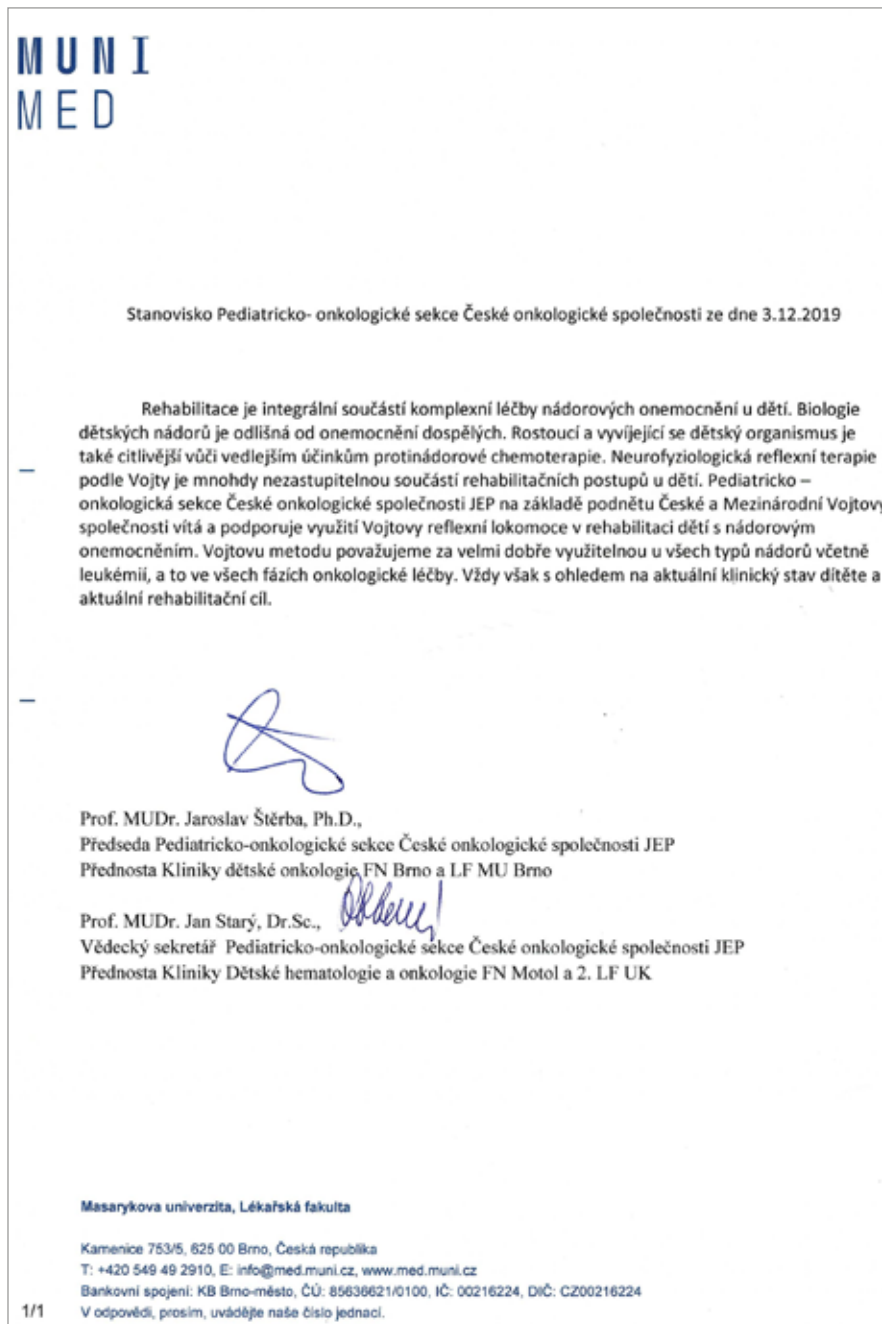 MUNI
MED
Stanovisko Pediatricko- onkologické sekce České onkologické společnosti ze dne 3.12.2019
Rehabilitace je integrální součástí komplexní léčby nádorových onemocnění u dětí. Biologie
dětských nádorů je odlišná od onemocnění dospělých. Rostoucí a vyvíjející se dětský organismus je
také citlivější vůči vedlejším účinkům protinádorové chemoterapie. Neurofyziologická reflexní terapie
podle Vojty je mnohdy nezastupitelnou součástí rehabilitačních postupů u dětí. Pediatricko –
onkologická sekce České onkologické společnosti JEP na základě podnětu České a Mezinárodní Vojtovy
společnosti vítá a podporuje využití Vojtovy reflexní lokomoce v rehabilitaci dětí s nádorovým
onemocněním. Vojtovu metodu považujeme za velmi dobře využitelnou u všech typů nádorů včetně
leukémií, a to ve všech fázích onkologické léčby. Vždy však s ohledem na aktuální klinický stav dítěte a
aktuální rehabilitační cíl.
Prof. MUDr. Jaroslav Štěrba, Ph.D.,
Předseda Pediatricko-onkologické sekce České onkologické společnosti JEP
Přednosta Kliniky dětské onkologie FN Brno a LF MU Brno
Prof. MUDr. Jan Starý, Dr.Sc.,
Vědecký sekretář Pediatricko-onkologické sekce České onkologické společnosti JEP
Přednosta Kliniky Dětské hematologie a onkologie FN Motol a 2. LF UK
Masarykova univerzita, Lékařská fakulta
Kamenice 753/5, 625 00 Brno, Česká republika
T: +420 549 49 2910, E: info@med.muni.cz, www.med.muni.cz
Bankovní spojení: KB Brno-město, ČÚ: 85636621/0100, IČ: 00216224, DIČ: CZ00216224
1/1 V odpovědi, prosím, uvádějte naše číslo jednací.